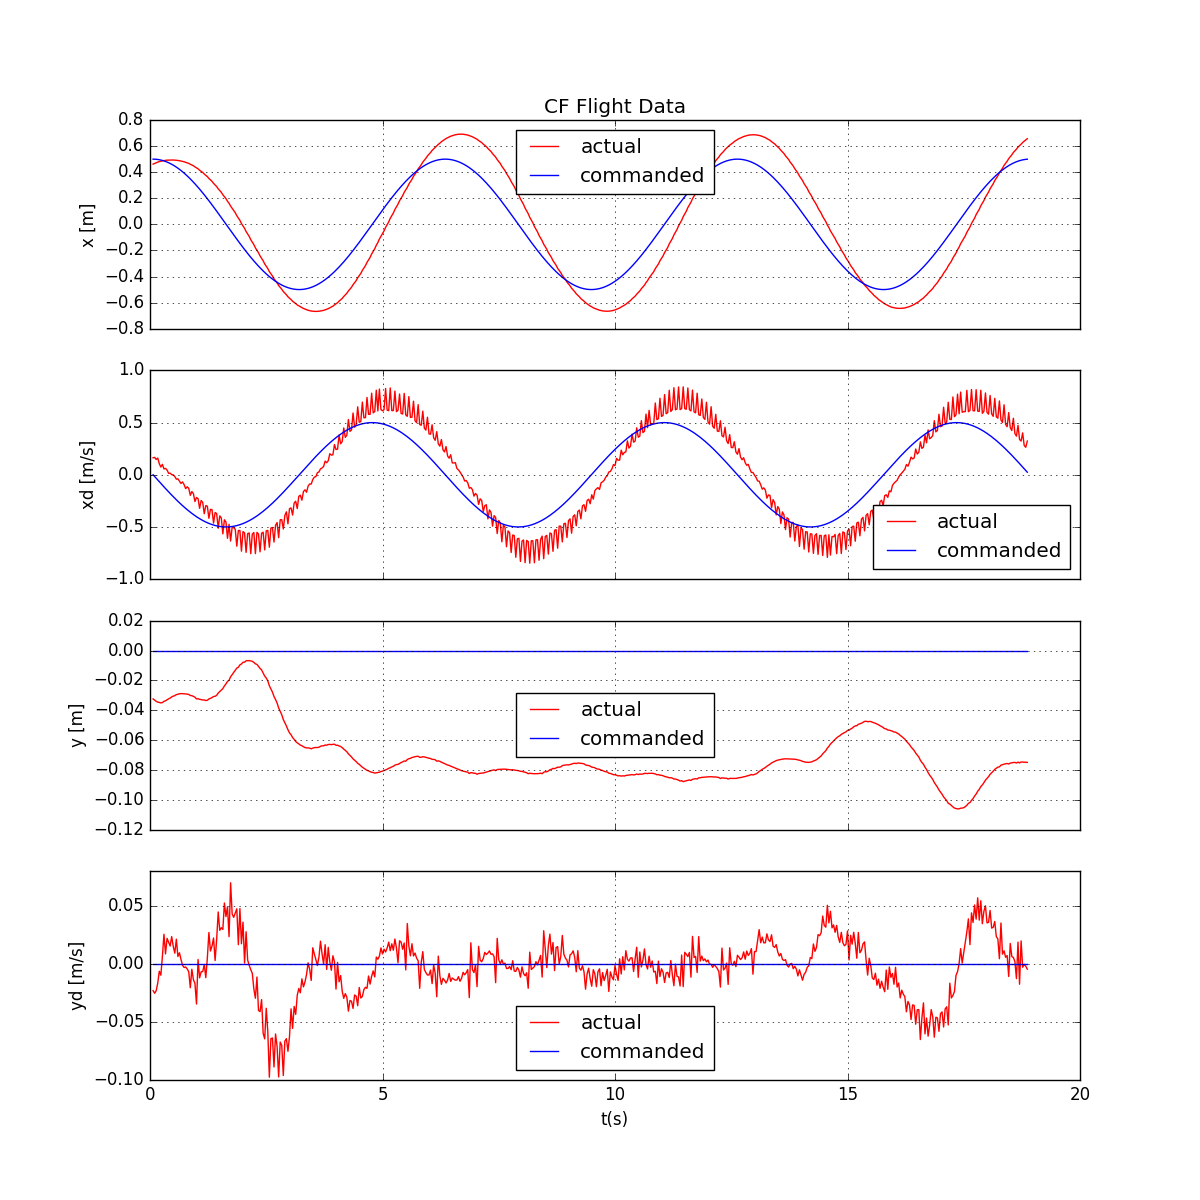 CF Flight Data
0.8
0.6
0.4
0.2
0.0
−0.2
−0.4
−0.6
−0.8
x [m]
actual
commanded
1.0
0.5
0.0
−0.5
−1.0
xd [m/s]
actual
commanded
0.02
0.00
−0.02
−0.04
−0.06
−0.08
−0.10
−0.12
y [m]
actual
commanded
0.05
0.00
−0.05
−0.10
yd [m/s]
actual
commanded
0 5 10 15 20
t(s)